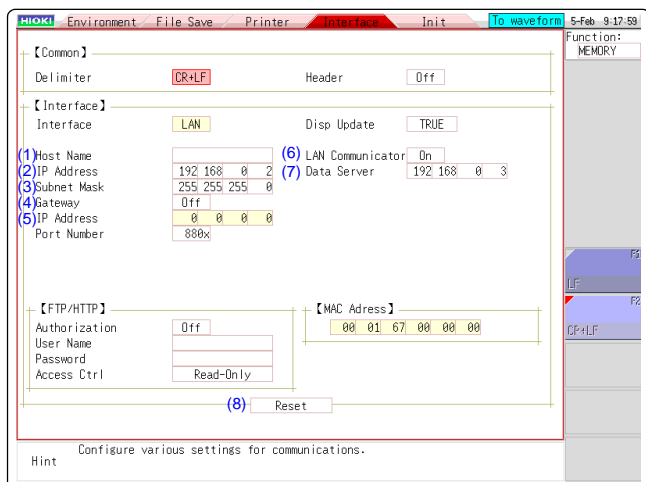 HIOKI Environment File Save Printer Interface Init To waveform 5-Feb 9:17:59
Function:
MEMORY
【Common】
Delimiter CR+LF Header Off
【Interface】
Interface LAN Disp Update TRUE
(1) Host Name (6) LAN Communicator On
(2) IP Address 192 168 0 2 (7) Data Server 192 168 0 3
(3) Subnet Mask 255 255 255 0
(4) Gateway Off
(5) IP Address 0 0 0 0
Port Number 880x
F1
LF
F2
CR+LF
【FTP/HTTP】 【MAC Adress】
Authorization Off 00 01 67 00 00 00
User Name
Password
Access Ctrl Read-Only
(8) Reset
Configure various settings for communications.
Hint